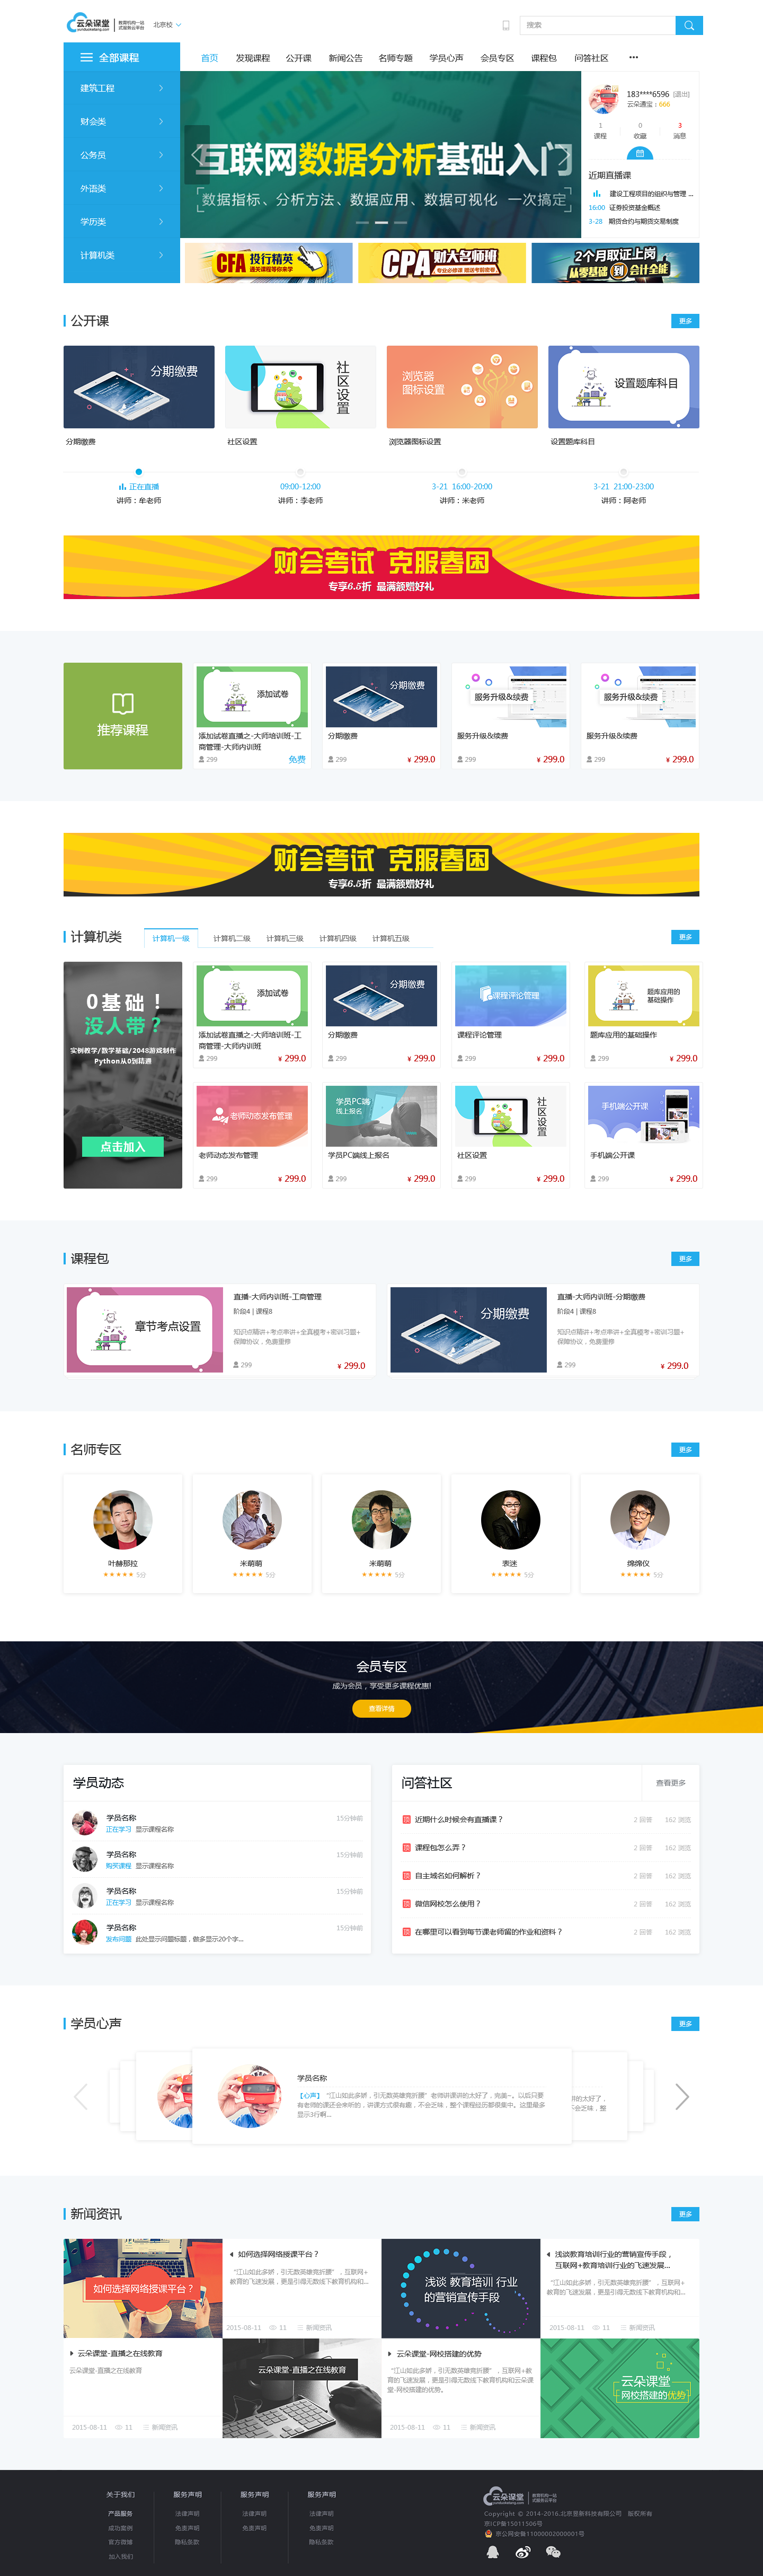 云朵课堂 教育机构一站
yunduoketang.com 式服务云平台
北京校
搜索
全部课程
首页 发现课程 公开课 新闻公告 名师专题 学员心声 会员专区 课程包 问答社区
建筑工程
财会类
公务员
外语类
学历类
计算机类
互联网数据分析基础入门
数据指标、分析方法、数据应用、数据可视化 一次搞定
183****6596 [退出]
云朵通宝：666
1 0 3
课程 收藏 消息
近期直播课
建设工程项目的组织与管理 ...
16:00 证券投资基金概述
3-28 期货合约与期货交易制度
CFA 投行精英
通关课程等你来学
CPA 财大名师班
专业必修课 赠送考前密卷
2个月取证上岗
从零基础 到 会计全能
公开课
更多
分期缴费
社区设置
浏览器
图标设置
设置题库科目
分期缴费 社区设置 浏览器图标设置 设置题库科目
正在直播 09:00-12:00 3-21 16:00-20:00 3-21 21:00-23:00
讲师：牟老师 讲师：李老师 讲师：米老师 讲师：阿老师
财会考试 克服春困
专享6.5折 最满额赠好礼
推荐课程
添加试卷
分期缴费
服务升级&续费
服务升级&续费
添加试卷直播之-大师培训班-工
商管理-大师内训班
分期缴费 服务升级&续费 服务升级&续费
299 免费 299 ¥ 299.0 299 ¥ 299.0 299 ¥ 299.0
财会考试 克服春困
专享6.5折 最满额赠好礼
计算机类
计算机一级 计算机二级 计算机三级 计算机四级 计算机五级
更多
0基础！
没人带？
实例教学/数学基础/2048游戏制作
Python从0到精通
点击加入
添加试卷
分期缴费
课程评论管理
题库应用的
基础操作
添加试卷直播之-大师培训班-工
商管理-大师内训班
分期缴费 课程评论管理 题库应用的基础操作
299 ¥ 299.0 299 ¥ 299.0 299 ¥ 299.0 299 ¥ 299.0
老师动态发布管理
学员PC端
线上报名
社区设置
手机端公开课
老师动态发布管理 学员PC端线上报名 社区设置 手机端公开课
299 ¥ 299.0 299 ¥ 299.0 299 ¥ 299.0 299 ¥ 299.0
课程包
更多
章节考点设置
直播-大师内训班-工商管理
阶段4 | 课程8
知识点精讲+考点串讲+全真模考+密训习题+
保障协议，免费重修
299 ¥ 299.0
分期缴费
直播-大师内训班-分期缴费
阶段4 | 课程8
知识点精讲+考点串讲+全真模考+密训习题+
保障协议，免费重修
299 ¥ 299.0
名师专区
更多
叶赫那拉 米萌萌 米萌萌 表迷 绵绵仪
5分 5分 5分 5分 5分
会员专区
成为会员，享受更多课程优惠!
查看详情
学员动态
学员名称 15分钟前
正在学习 显示课程名称
学员名称 15分钟前
购买课程 显示课程名称
学员名称 15分钟前
正在学习 显示课程名称
学员名称 15分钟前
发布问题 此处显示问题标题，做多显示20个字...
问答社区 查看更多
近期什么时候会有直播课？ 2 回答 162 浏览
课程包怎么弄？ 2 回答 162 浏览
自主域名如何解析？ 2 回答 162 浏览
微信网校怎么使用？ 2 回答 162 浏览
在哪里可以看到每节课老师留的作业和资料？ 2 回答 162 浏览
学员心声
更多
学员名称
【心声】“江山如此多娇，引无数英雄竞折腰”老师讲课讲的太好了，完美~。以后只要
有老师的课还会来听的，讲课方式很有趣，不会乏味，整个课程经历都很集中。这里最多
显示3行啊...
新闻资讯
更多
如何选择网络授课平台？
如何选择网络授课平台？
“江山如此多娇，引无数英雄竞折腰”，互联网+
教育的飞速发展，更是引得无数线下教育机构和...
2015-08-11 11 新闻资讯
浅谈 教育培训 行业
的营销宣传手段
浅谈教育培训行业的营销宣传手段，
互联网+教育培训行业的飞速发展...
“江山如此多娇，引无数英雄竞折腰”，互联网+
教育的飞速发展，更是引得无数线下教育机构和...
2015-08-11 11 新闻资讯
云朵课堂-直播之在线教育
云朵课堂-直播之在线教育
2015-08-11 11 新闻资讯
云朵课堂-直播之在线教育
云朵课堂-网校搭建的优势
“江山如此多娇，引无数英雄竞折腰”，互联网+教
育的飞速发展，更是引得无数线下教育机构和云朵课
堂-网校搭建的优势。
2015-08-11 11 新闻资讯
云朵课堂
网校搭建的优势
关于我们 服务声明 服务声明 服务声明
产品服务 法律声明 法律声明 法律声明
成功案例 免责声明 免责声明 免责声明
官方微博 隐私条款 隐私条款
加入我们
云朵课堂 教育机构一站
yunduoketang.com 式服务云平台
Copyright © 2014-2016.北京昱新科技有限公司 版权所有
京ICP备15011506号
京公网安备11000002000001号